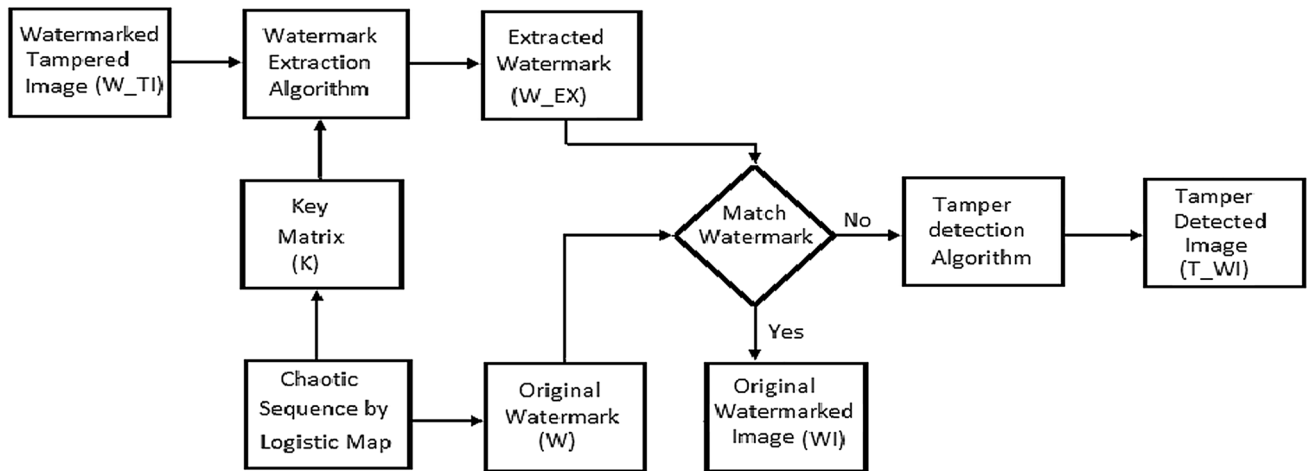 Watermarked
Tampered
Image (W_TI)
Watermark
Extraction
Algorithm
Extracted
Watermark
(W_EX)
Key
Matrix
(K)
Match
Watermark
No
Tamper
detection
Algorithm
Tamper
Detected
Image
(T_WI)
Yes
Chaotic
Sequence by
Logistic Map
Original
Watermark
(W)
Original
Watermarked
Image (WI)